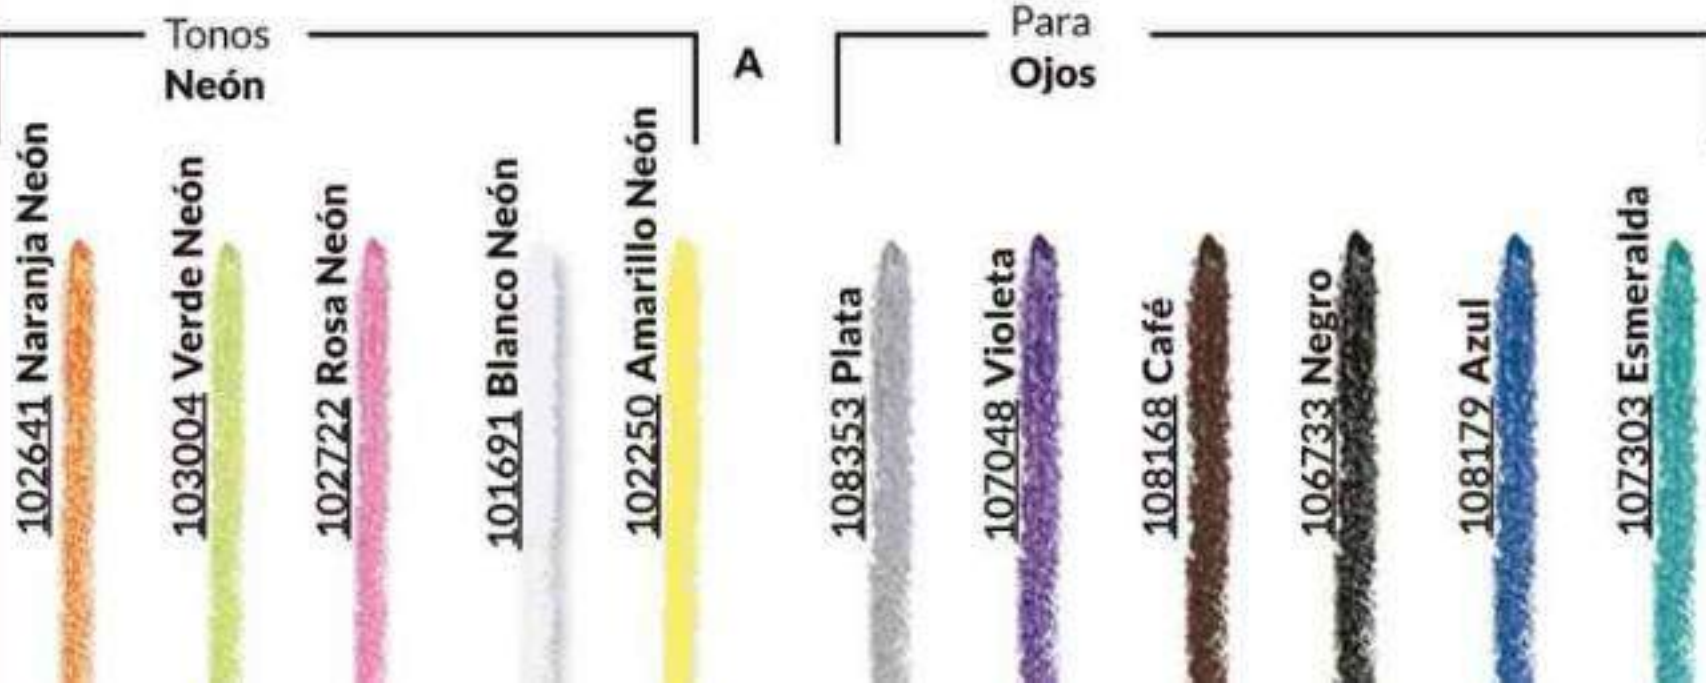 Tonos
Neón
A
Para
Ojos
102641 Naranja Neón
103004 Verde Neón
102722 Rosa Neón
101691 Blanco Neón
102250 Amarillo Neón
108353 Plata
107048 Violeta
108168 Café
106733 Negro
108179 Azul
107303 Esmeralda